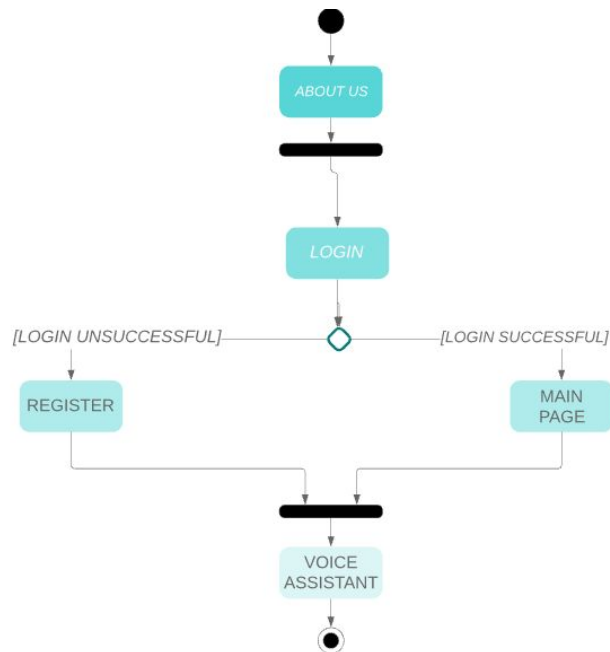 ABOUT US
LOGIN
[LOGIN UNSUCCESSFUL]
[LOGIN SUCCESSFUL]
REGISTER
MAIN
PAGE
VOICE
ASSISTANT